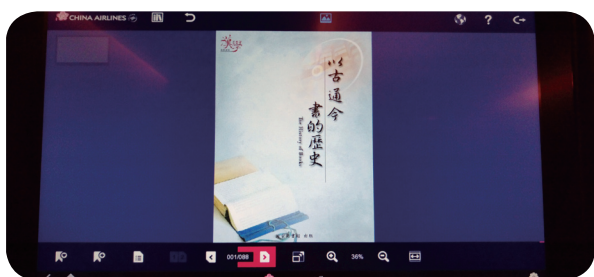 CHINA AIRLINES
?
以古通今
書的歷史
The History of Books
001/088
36%